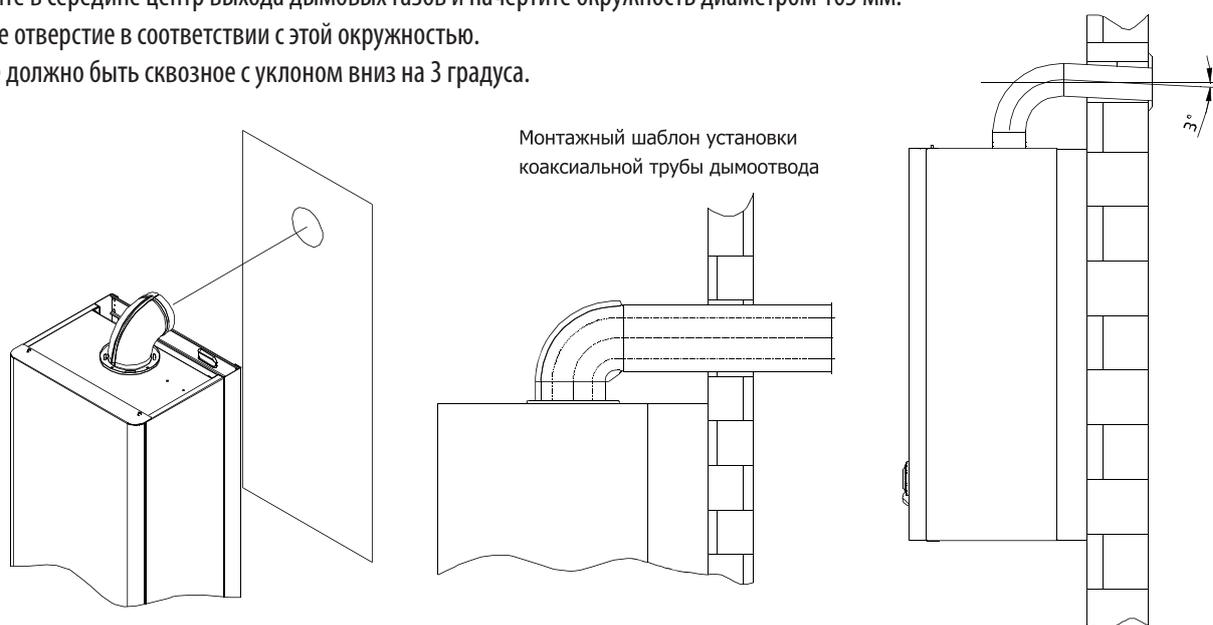 те в середине центр выхода дымовых газов и начертите окружность диаметром 105 мм.
е отверстие в соответствии с этой окружностью.
должно быть сквозное с уклоном вниз на 3 градуса.
Монтажный шаблон установки
коаксиальной трубы дымоотвода
3°